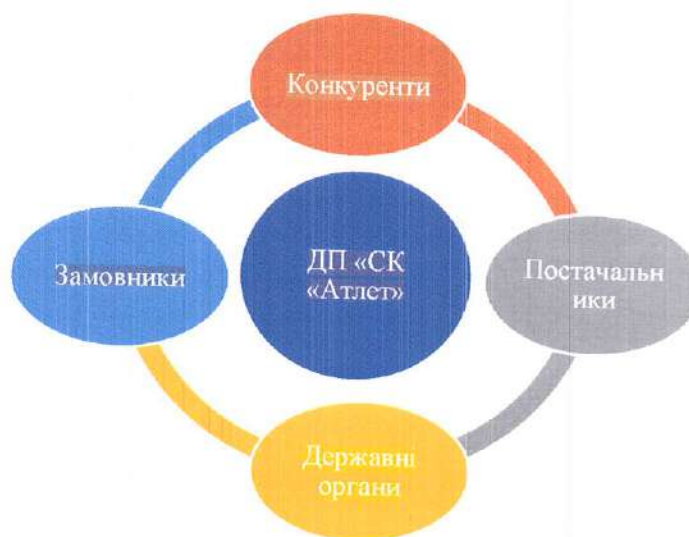 Конкуренти
Замовники
ДП «СК
«Атлет»
Постачальн
ики
Державні
органи